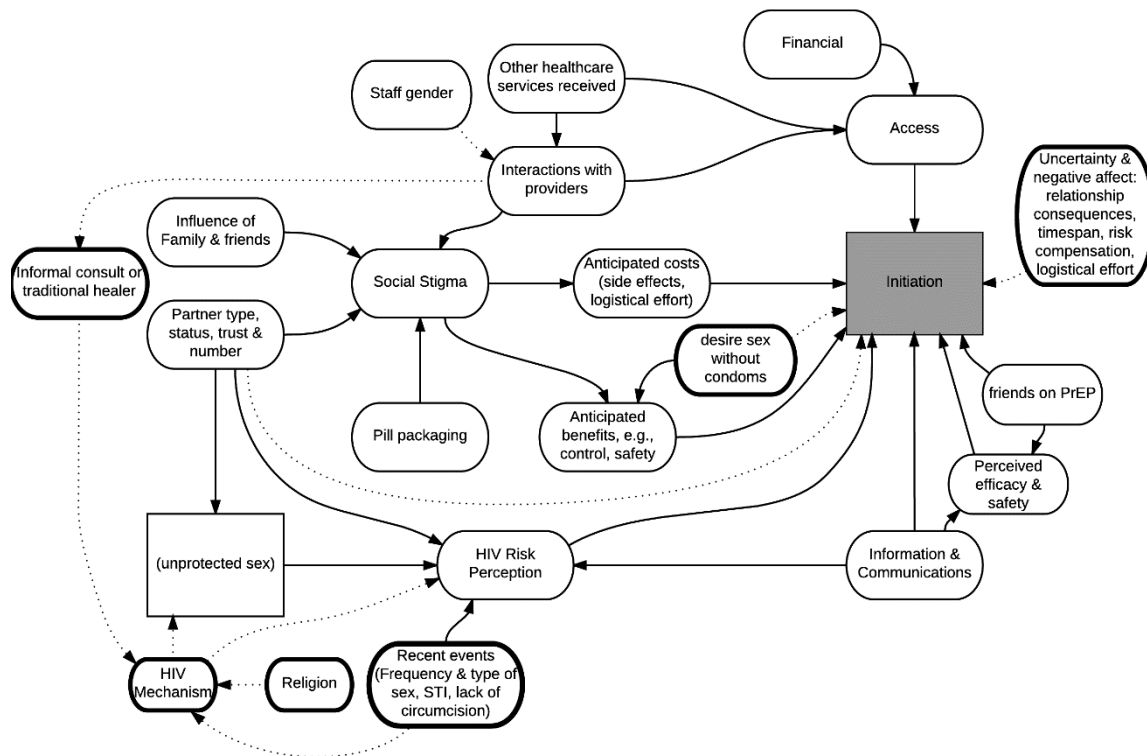 Financial
Other healthcare
services received
Staff gender
Access
Uncertainty &
negative affect:
relationship
consequences,
timespan, risk
compensation,
logistical effort
Interactions with
providers
Influence of
Family & friends
Informal consult or
traditional healer
Social Stigma
Anticipated costs
(side effects,
logistical effort)
Initiation
Partner type,
status, trust &
number
desire sex
without
condoms
friends on PrEP
Pill packaging
Anticipated
benefits, e.g.,
control, safety
Perceived
efficacy &
safety
(unprotected sex)
HIV Risk
Perception
Information &
Communications
HIV
Mechanism
Religion
Recent events
(Frequency & type of
sex, STI, lack of
circumcision)